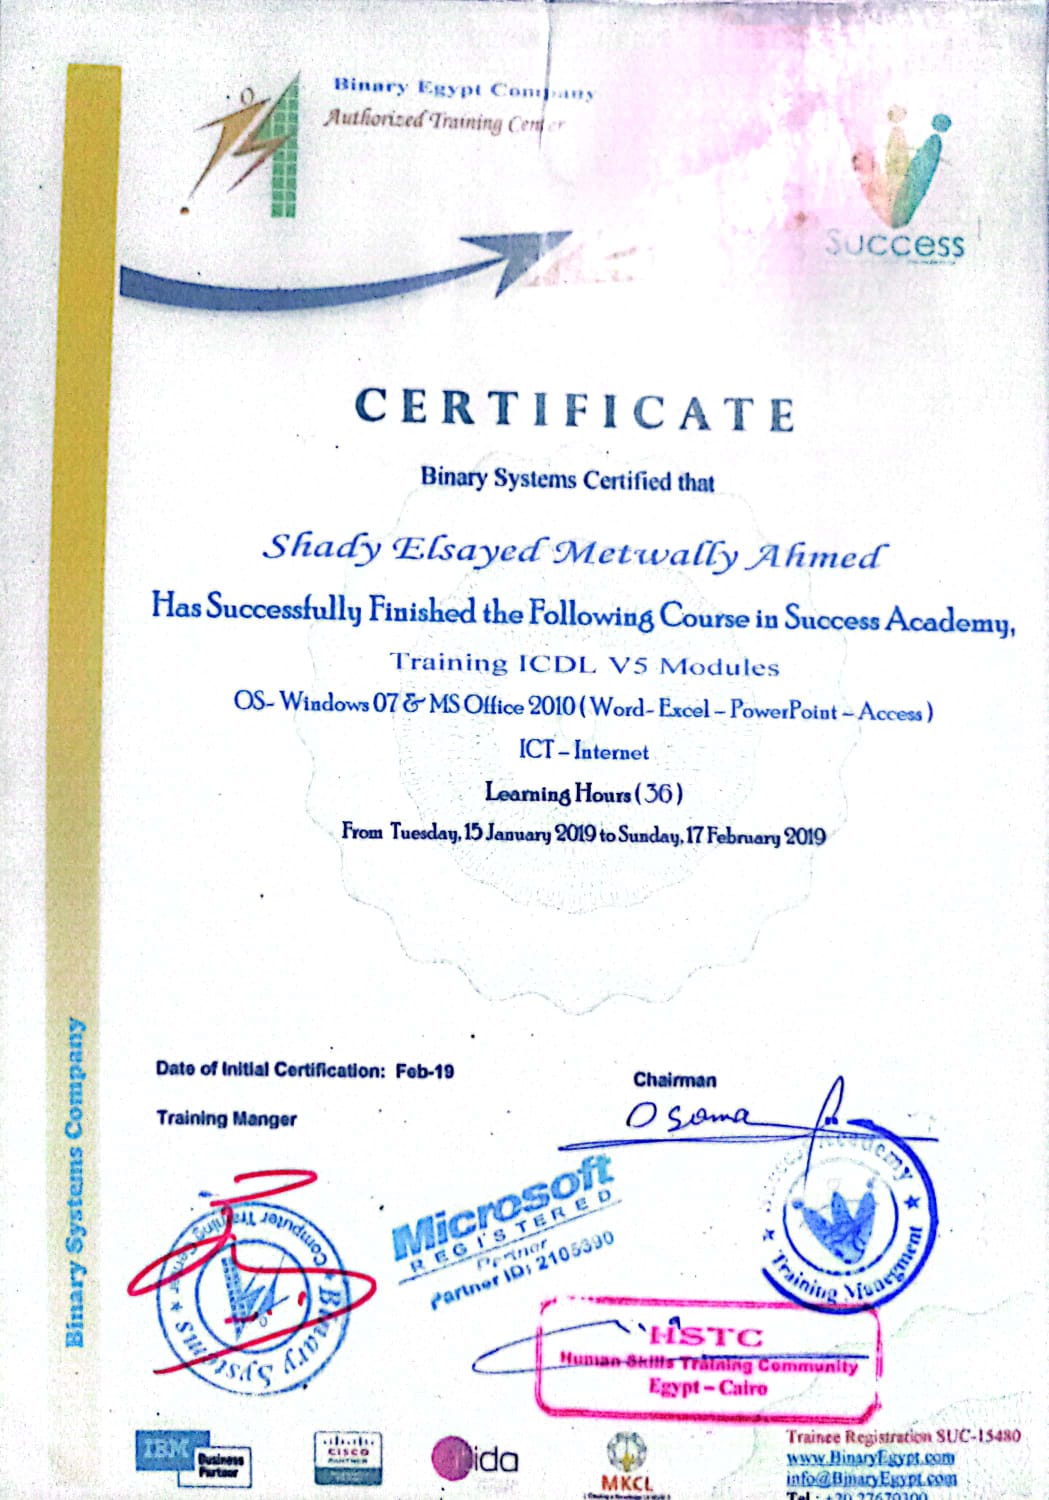 Binary Egypt Company
Authorized Training Center
Success
CERTIFICATE
Binary Systems Certified that
Shady Elsayed Metwally Ahmed
Has Successfully Finished the Following Course in Success Academy,
Training ICDL V5 Modules
OS- Windows 07 & MS Office 2010 ( Word- Excel – PowerPoint – Access )
ICT – Internet
Learning Hours ( 36 )
From Tuesday, 15 January 2019 to Sunday, 17 February 2019
Binary Systems Company
Date of Initial Certification: Feb-19
Chairman
Osama
Training Manger
Computer Training Center ★ Binary Systems ★
Microsoft
REGISTERED
Partner
Partner ID: 2105390
Success Academy
★ Training Managment ★
HSTC
Human Skills Training Community
Egypt – Cairo
IBM
Business
Partner
CISCO
PARTNER
ida
MKCL
Trainee Registration SUC-15480
www.BinaryEgypt.com
info@BinaryEgypt.com
Tel : +20 27670300